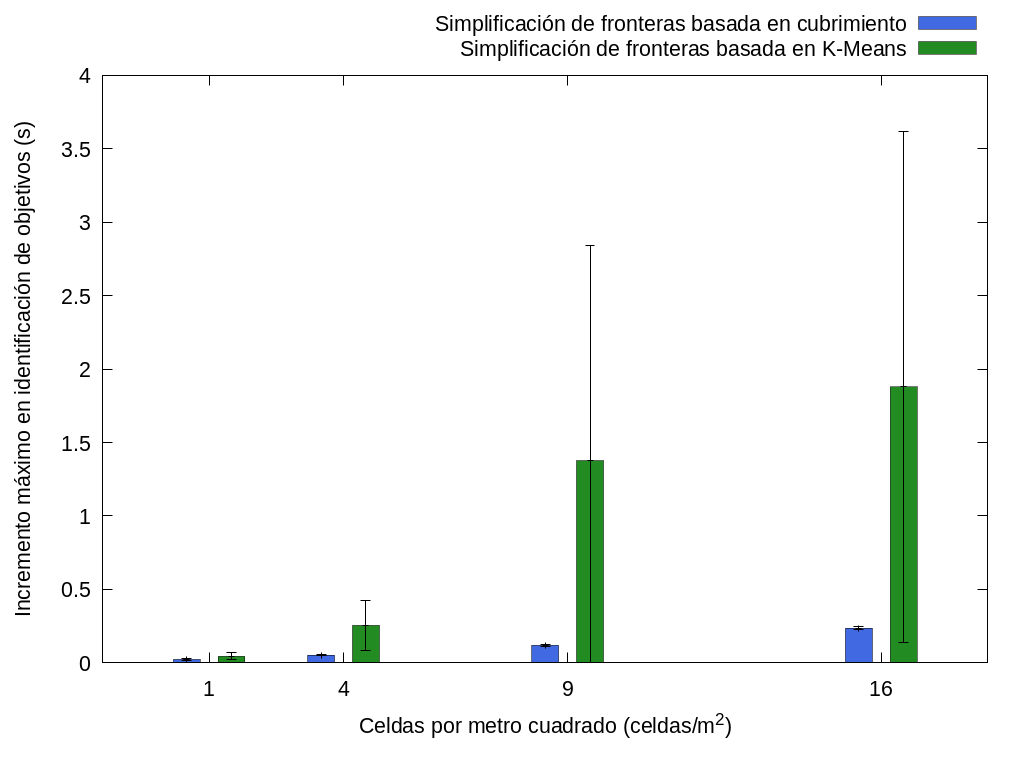 Simplificación de fronteras basada en cubrimiento
Simplificación de fronteras basada en K-Means
4
3.5
3
2.5
2
1.5
1
0.5
0
Incremento máximo en identificación de objetivos (s)
1 4 9 16
Celdas por metro cuadrado (celdas/m²)